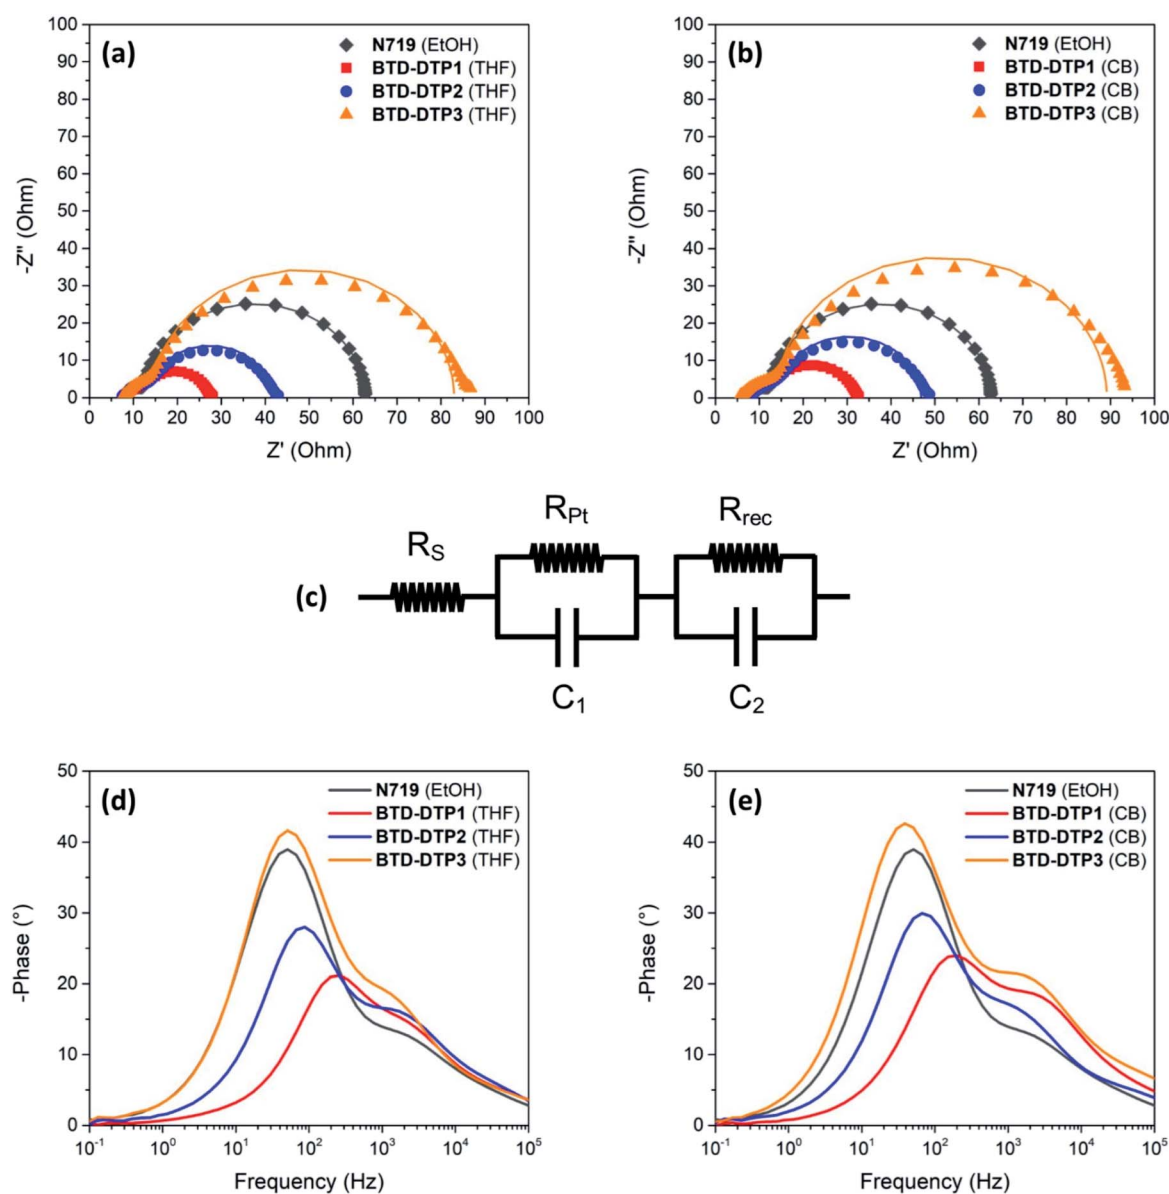 (a)
N719 (EtOH)
BTD-DTP1 (THF)
BTD-DTP2 (THF)
BTD-DTP3 (THF)
100
90
80
70
60
50
40
30
20
10
0
-Z" (Ohm)
0 10 20 30 40 50 60 70 80 90 100
Z' (Ohm)
(b)
N719 (EtOH)
BTD-DTP1 (CB)
BTD-DTP2 (CB)
BTD-DTP3 (CB)
100
90
80
70
60
50
40
30
20
10
0
-Z" (Ohm)
0 10 20 30 40 50 60 70 80 90 100
Z' (Ohm)
(c)
RS
RPt
C1
Rrec
C2
(d)
N719 (EtOH)
BTD-DTP1 (THF)
BTD-DTP2 (THF)
BTD-DTP3 (THF)
50
40
30
20
10
0
-Phase (°)
10-1 100 101 102 103 104 105
Frequency (Hz)
(e)
N719 (EtOH)
BTD-DTP1 (CB)
BTD-DTP2 (CB)
BTD-DTP3 (CB)
50
40
30
20
10
0
-Phase (°)
10-1 100 101 102 103 104 105
Frequency (Hz)